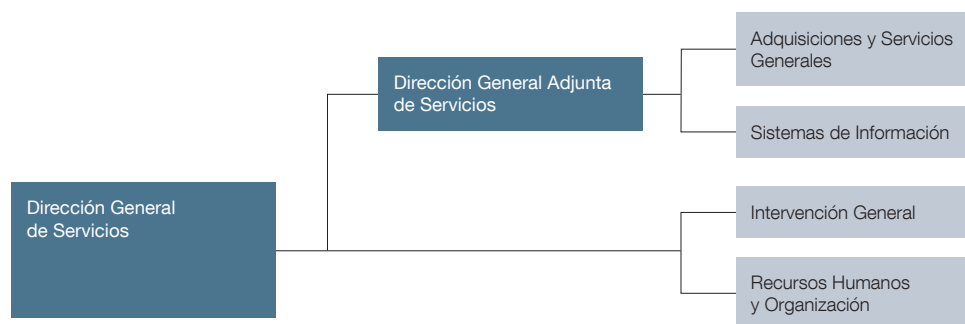 Adquisiciones y Servicios
Generales
Dirección General Adjunta
de Servicios
Sistemas de Información
Dirección General
de Servicios
Intervención General
Recursos Humanos
y Organización